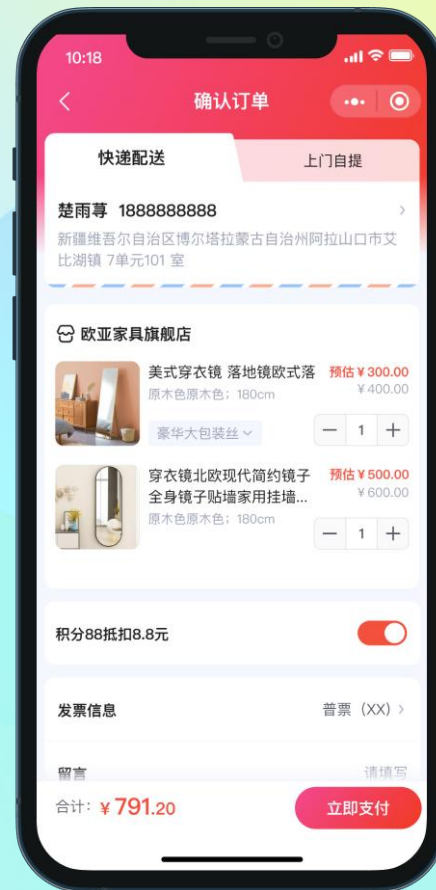 10:18
确认订单
快递配送
上门自提
楚雨荨 1888888888
新疆维吾尔自治区博尔塔拉蒙古自治州阿拉山口市艾
比湖镇 7单元101 室
欧亚家具旗舰店
美式穿衣镜 落地镜欧式落 预估￥300.00
原木色原木色；180cm ￥400.00
豪华大包装丝
1
穿衣镜北欧现代简约镜子 预估￥500.00
全身镜子贴墙家用挂墙... ￥600.00
原木色原木色；180cm
1
积分88抵扣8.8元
发票信息 普票（XX）
留言 请填写
合计：￥791.20
立即支付